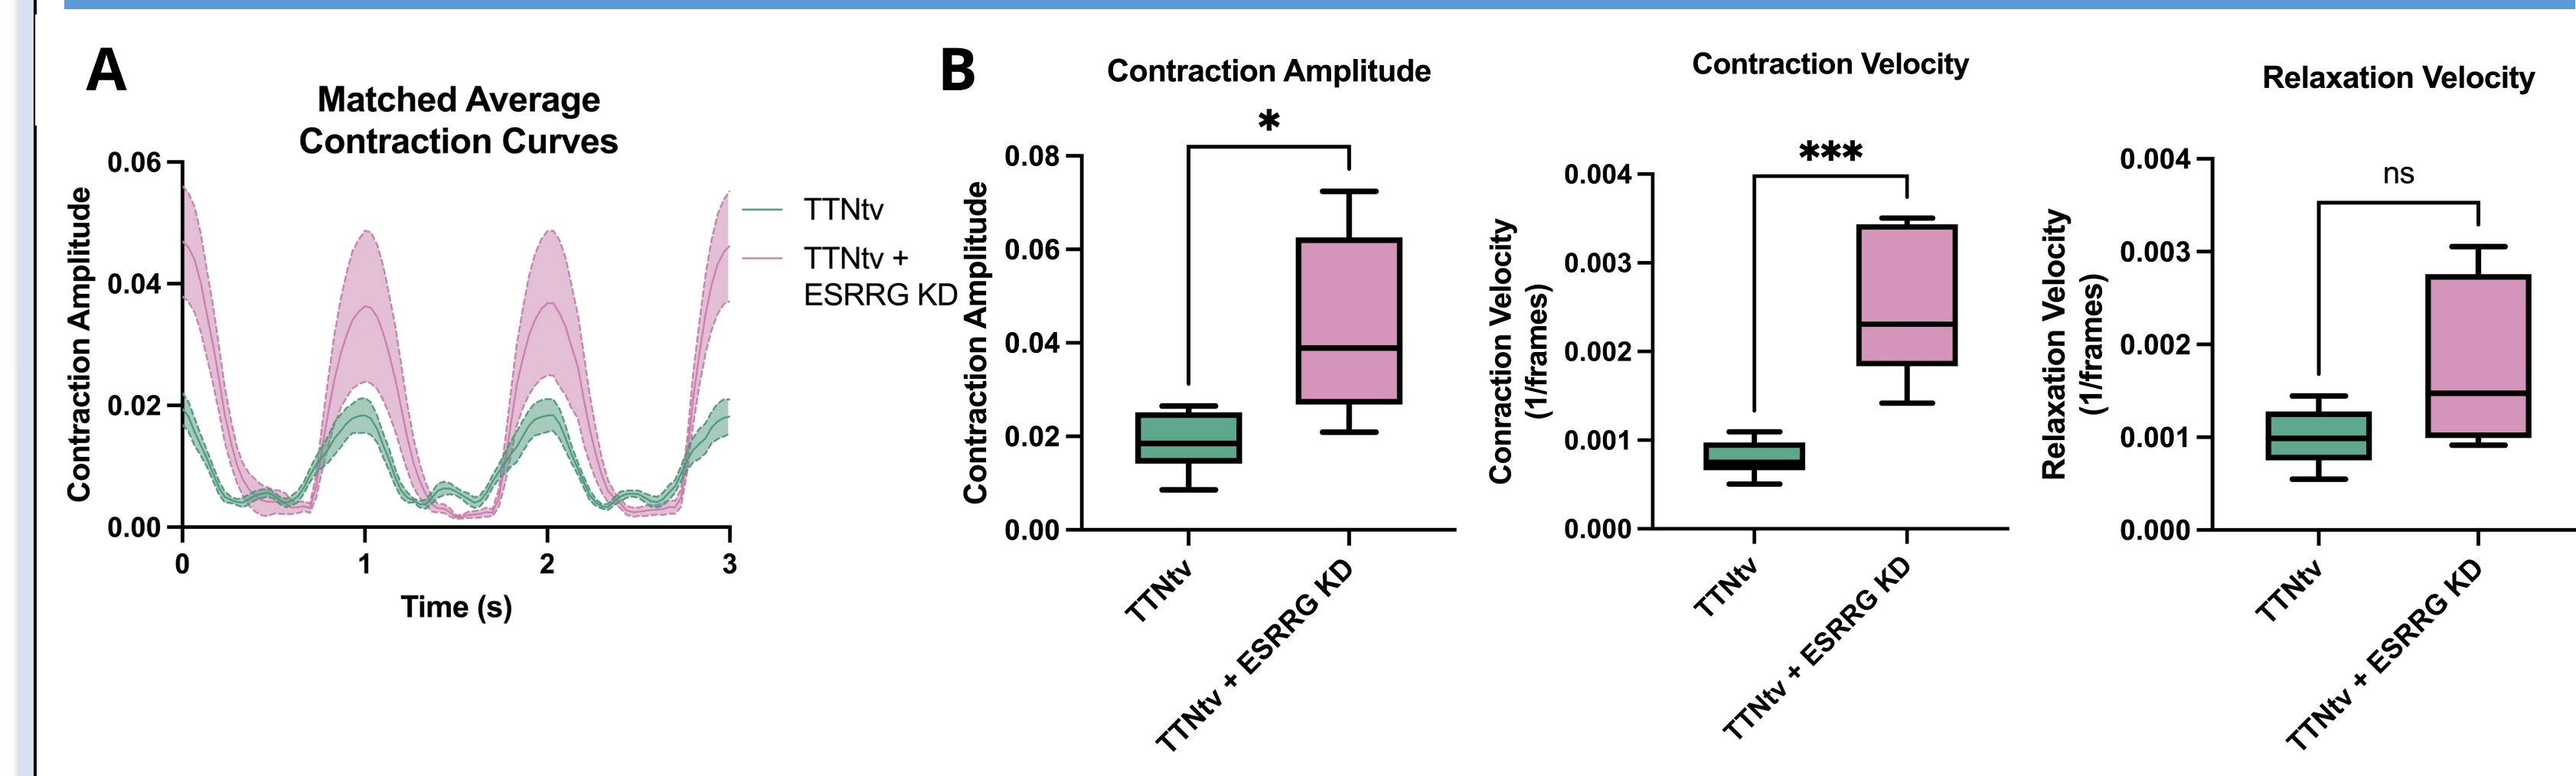 A
Matched Average
Contraction Curves
Contraction Amplitude
0.06
0.04
0.02
0.00
0
1
2
3
Time (s)
TTNtv
TTNtv +
ESRRG KD
B
Contraction Amplitude
*
Contraction Amplitude
0.08
0.06
0.04
0.02
0.00
TTNtv
TTNtv + ESRRG KD
Contraction Velocity
***
Conraction Velocity
(1/frames)
0.004
0.003
0.002
0.001
0.000
TTNtv
TTNtv + ESRRG KD
Relaxation Velocity
ns
Relaxation Velocity
(1/frames)
0.004
0.003
0.002
0.001
0.000
TTNtv
TTNtv + ESRRG KD